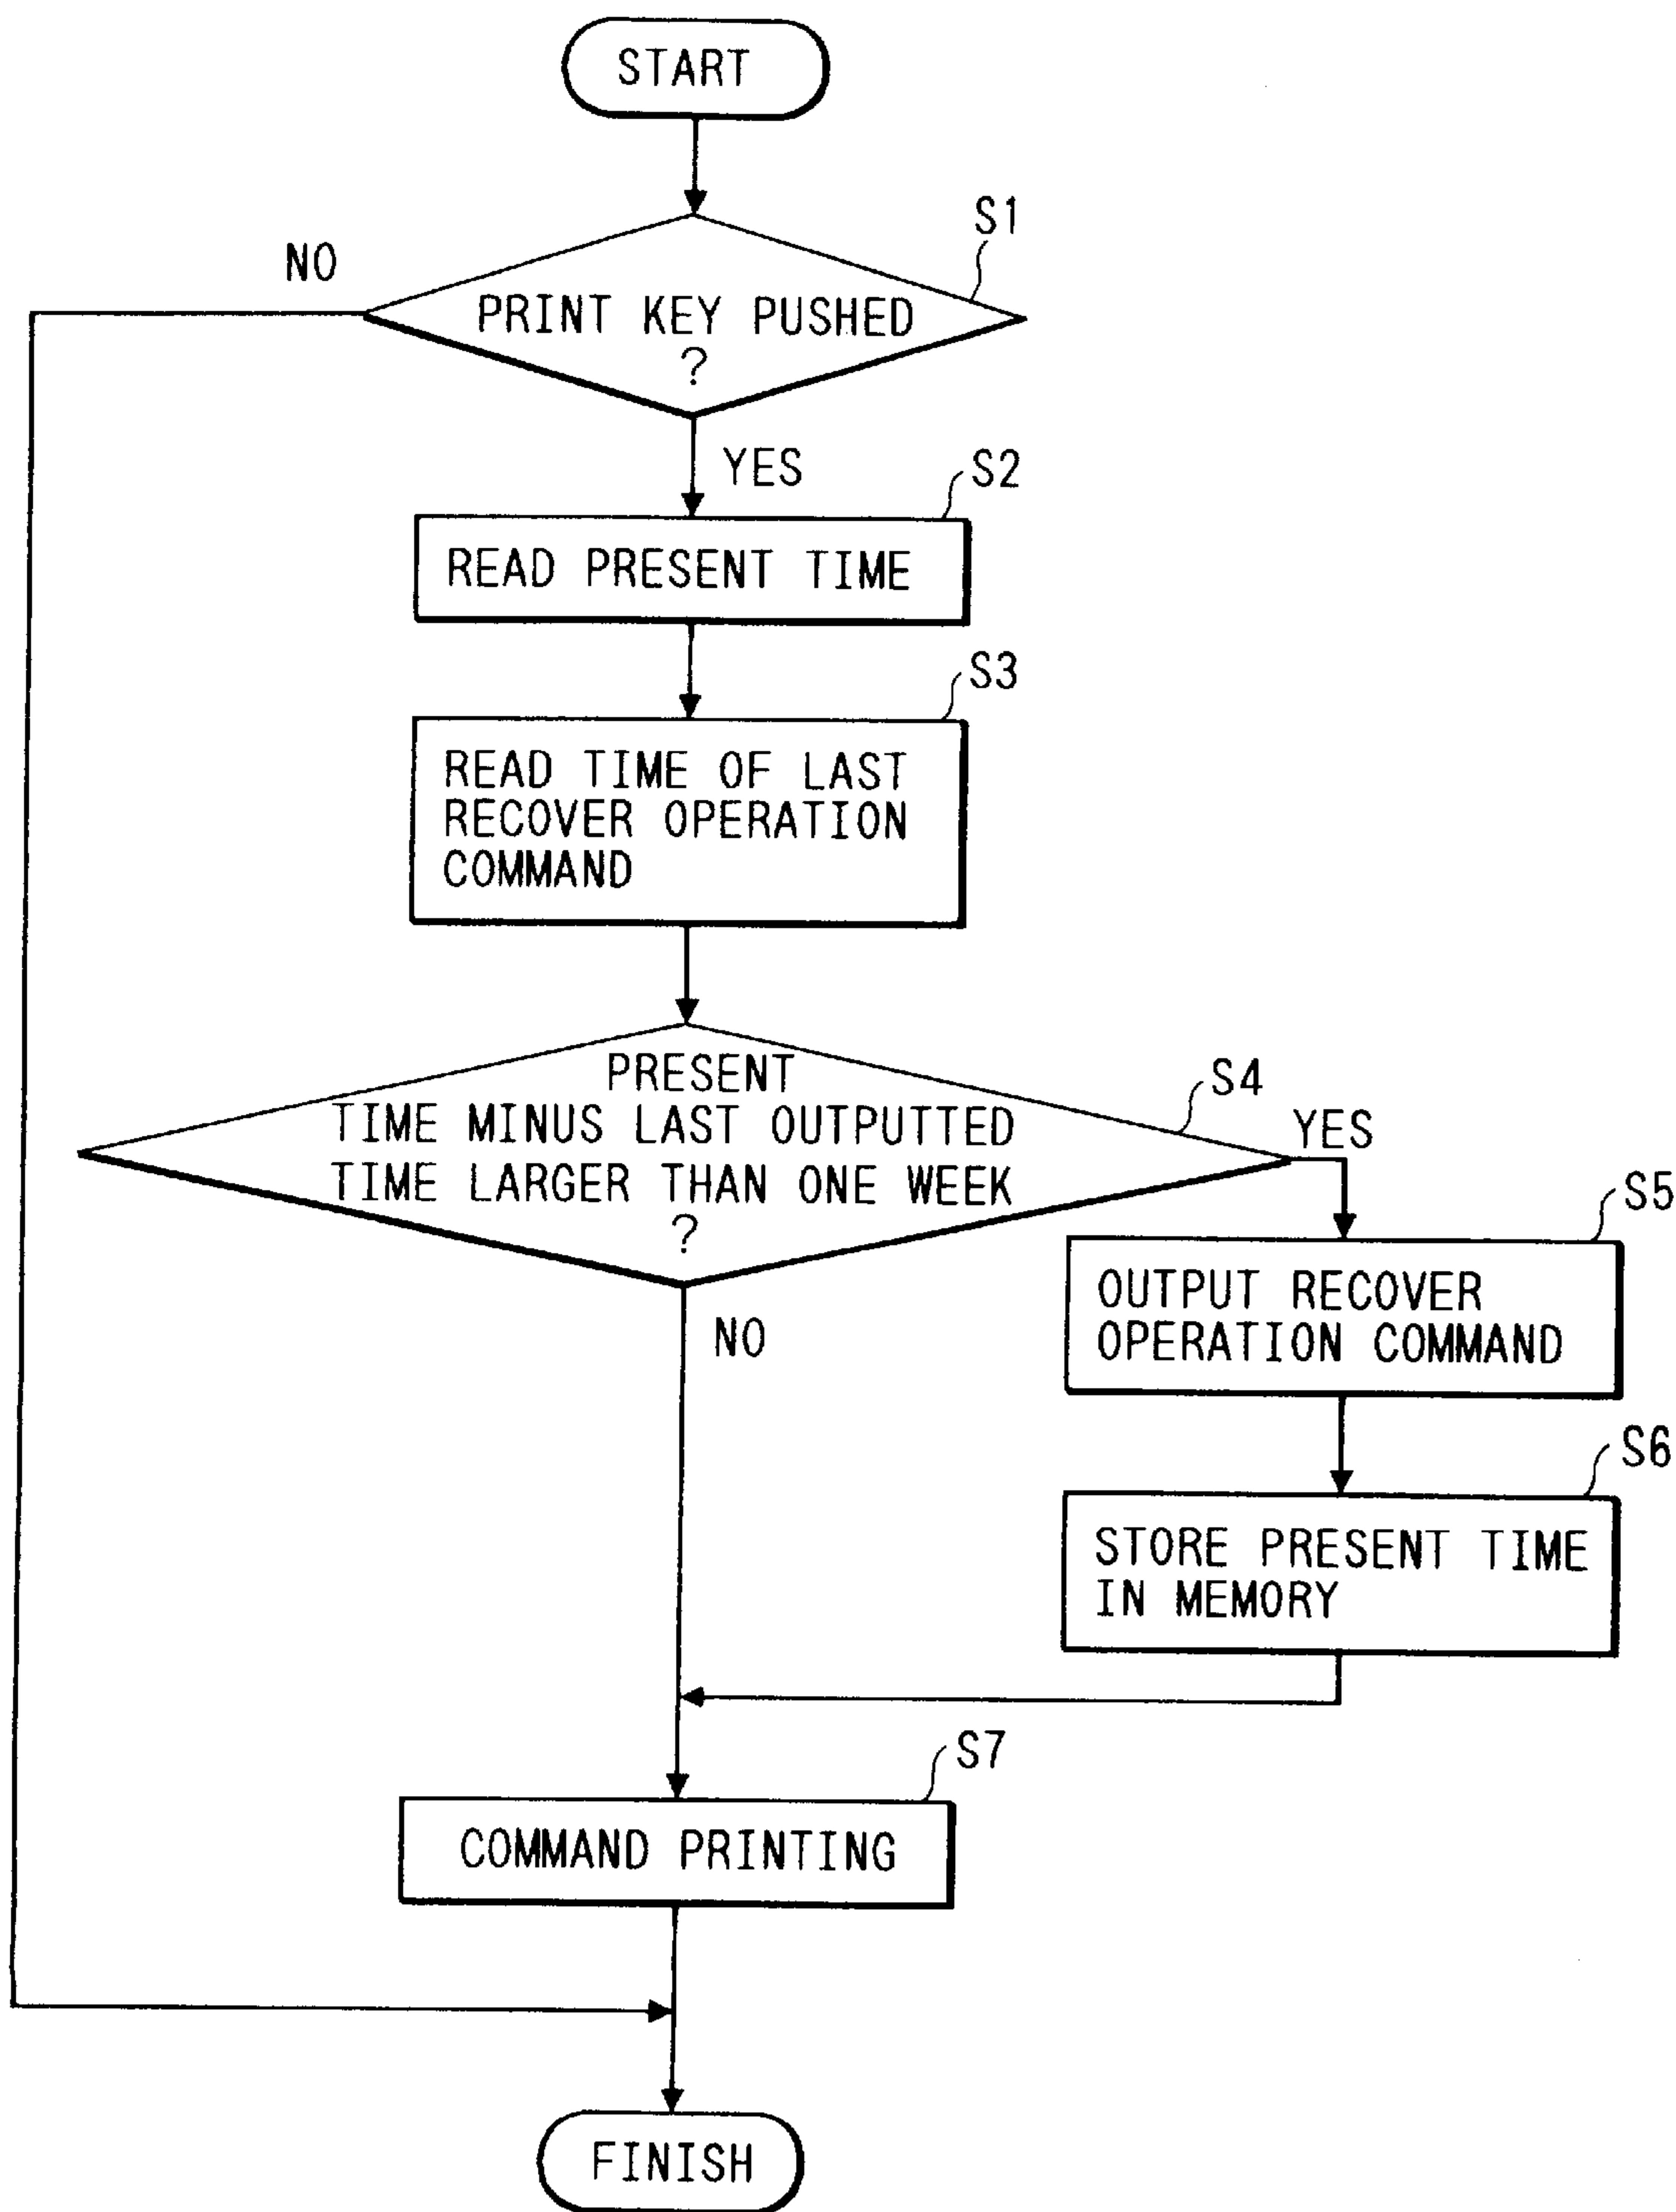 START
S1
NO
PRINT KEY PUSHED
?
YES
S2
READ PRESENT TIME
S3
READ TIME OF LAST
RECOVER OPERATION
COMMAND
PRESENT
TIME MINUS LAST OUTPUTTED
TIME LARGER THAN ONE WEEK
?
S4
YES
NO
S5
OUTPUT RECOVER
OPERATION COMMAND
S6
STORE PRESENT TIME
IN MEMORY
S7
COMMAND PRINTING
FINISH